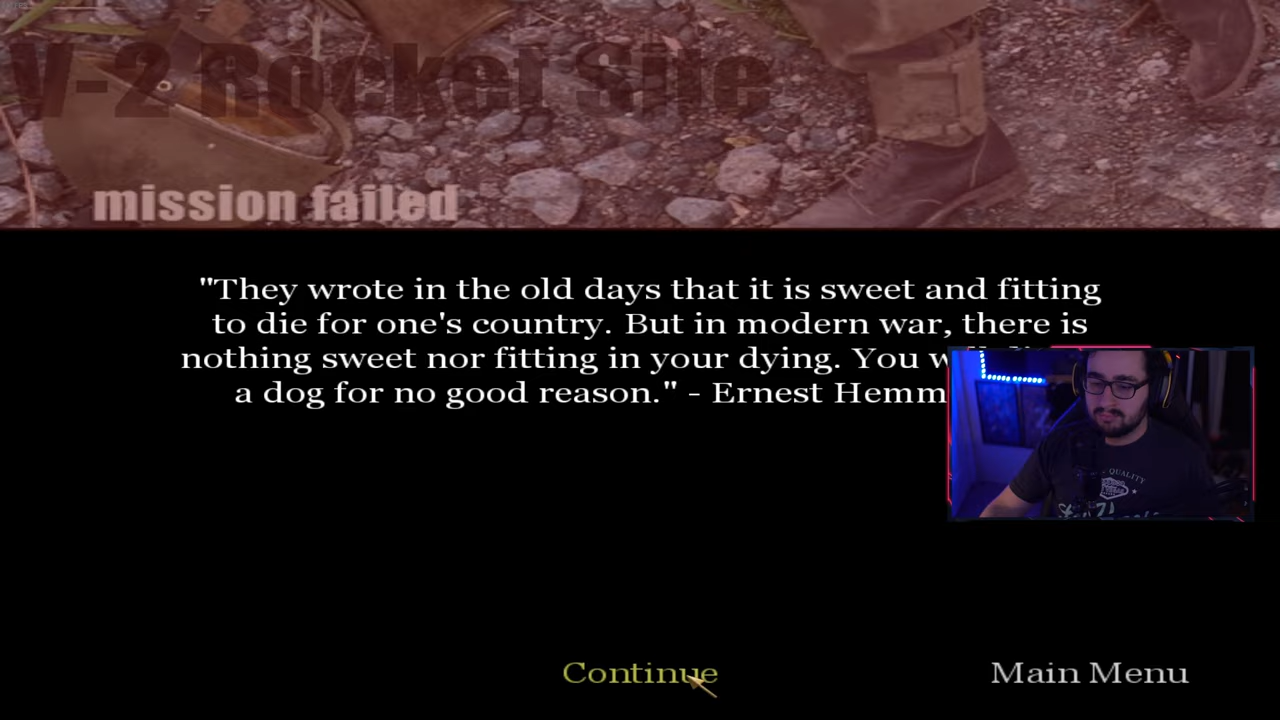 V-2 Rocket Site
mission failed
"They wrote in the old days that it is sweet and fitting
to die for one's country. But in modern war, there is
nothing sweet nor fitting in your dying. You
a dog for no good reason." - Ernest Hemm
QUALITY
Continue
Main Menu